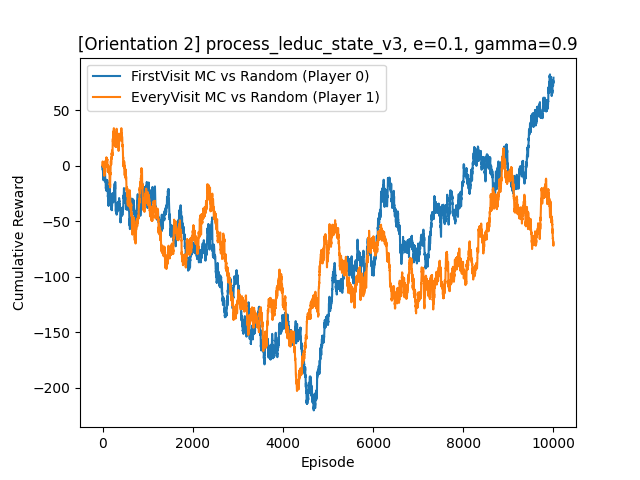 [Orientation 2] process_leduc_state_v3, e=0.1, gamma=0.9
FirstVisit MC vs Random (Player 0)
EveryVisit MC vs Random (Player 1)
Cumulative Reward
50
0
−50
−100
−150
−200
0 2000 4000 6000 8000 10000
Episode